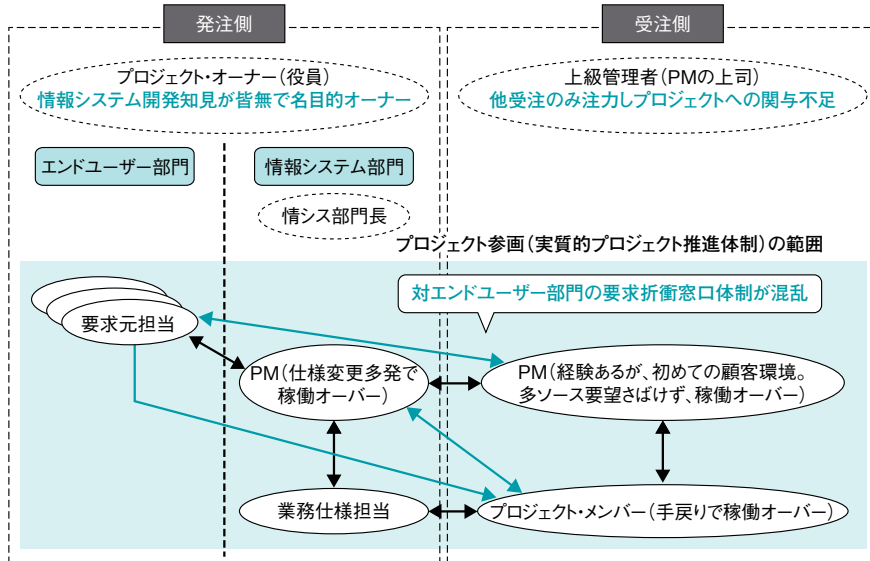 発注側
受注側
プロジェクト・オーナー(役員)
情報システム開発知見が皆無で名目的オーナー
上級管理者(PMの上司)
他受注のみ注力しプロジェクトへの関与不足
エンドユーザー部門
情報システム部門
情シス部門長
プロジェクト参画(実質的プロジェクト推進体制)の範囲
対エンドユーザー部門の要求折衝窓口体制が混乱
要求元担当
PM(仕様変更多発で
稼働オーバー)
PM(経験あるが、初めての顧客環境。
多ソース要望さばけず、稼働オーバー)
業務仕様担当
プロジェクト・メンバー(手戻りで稼働オーバー)